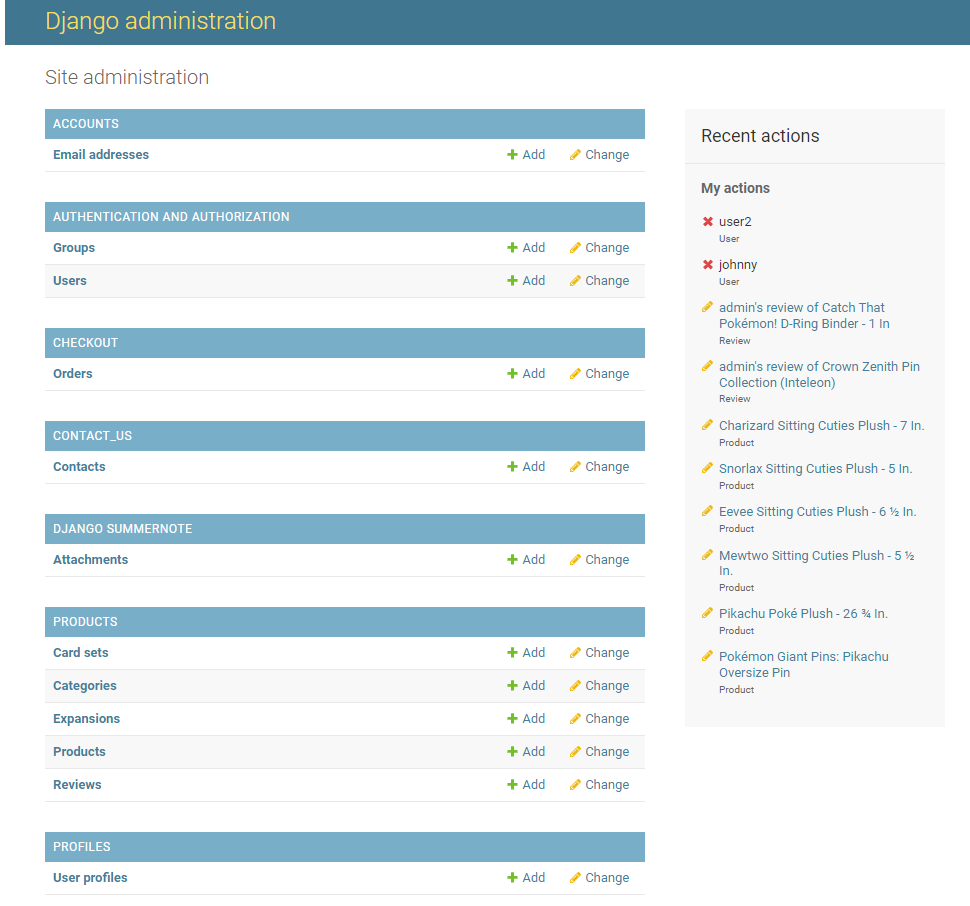 Django administration
Site administration
ACCOUNTS
Email addresses Add Change
AUTHENTICATION AND AUTHORIZATION
Groups Add Change
Users Add Change
CHECKOUT
Orders Add Change
CONTACT_US
Contacts Add Change
DJANGO SUMMERNOTE
Attachments Add Change
PRODUCTS
Card sets Add Change
Categories Add Change
Expansions Add Change
Products Add Change
Reviews Add Change
PROFILES
User profiles Add Change
Recent actions
My actions
user2
User
johnny
User
admin's review of Catch That
Pokémon! D-Ring Binder - 1 In
Review
admin's review of Crown Zenith Pin
Collection (Inteleon)
Review
Charizard Sitting Cuties Plush - 7 In.
Product
Snorlax Sitting Cuties Plush - 5 In.
Product
Eevee Sitting Cuties Plush - 6 ½ In.
Product
Mewtwo Sitting Cuties Plush - 5 ½
In.
Product
Pikachu Poké Plush - 26 ¾ In.
Product
Pokémon Giant Pins: Pikachu
Oversize Pin
Product